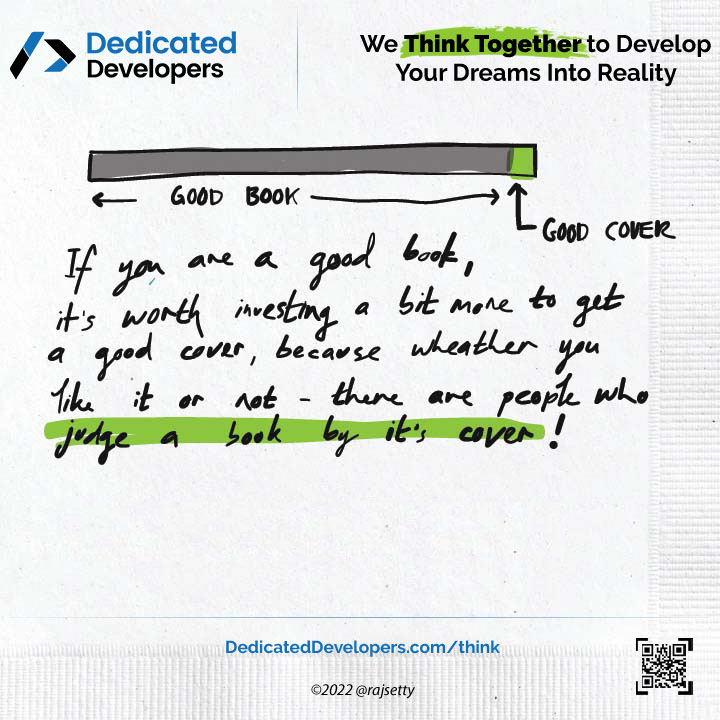 Dedicated
Developers
We Think Together to Develop
Your Dreams Into Reality
GOOD BOOK
GOOD COVER
If you are a good book,
it's worth investing a bit more to get
a good cover, because wheather you
like it or not - there are people who
judge a book by it's cover!
DedicatedDevelopers.com/think
©2022 @rajsetty